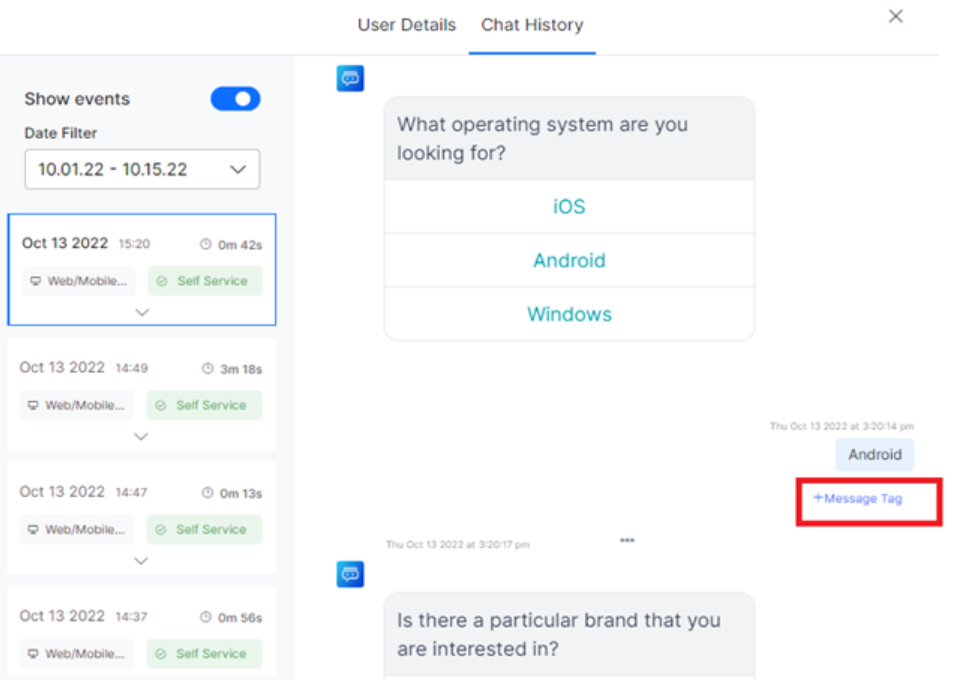 User Details Chat History
Show events
Date Filter
10.01.22 - 10.15.22
Oct 13 2022 15:20 0m 42s
Web/Mobile... Self Service
Oct 13 2022 14:49 3m 18s
Web/Mobile... Self Service
Oct 13 2022 14:47 0m 13s
Web/Mobile... Self Service
Oct 13 2022 14:37 0m 56s
Web/Mobile... Self Service
What operating system are you
looking for?
iOS
Android
Windows
Thu Oct 13 2022 at 3:20:14 pm
Android
+Message Tag
Thu Oct 13 2022 at 3:20:17 pm
Is there a particular brand that you
are interested in?